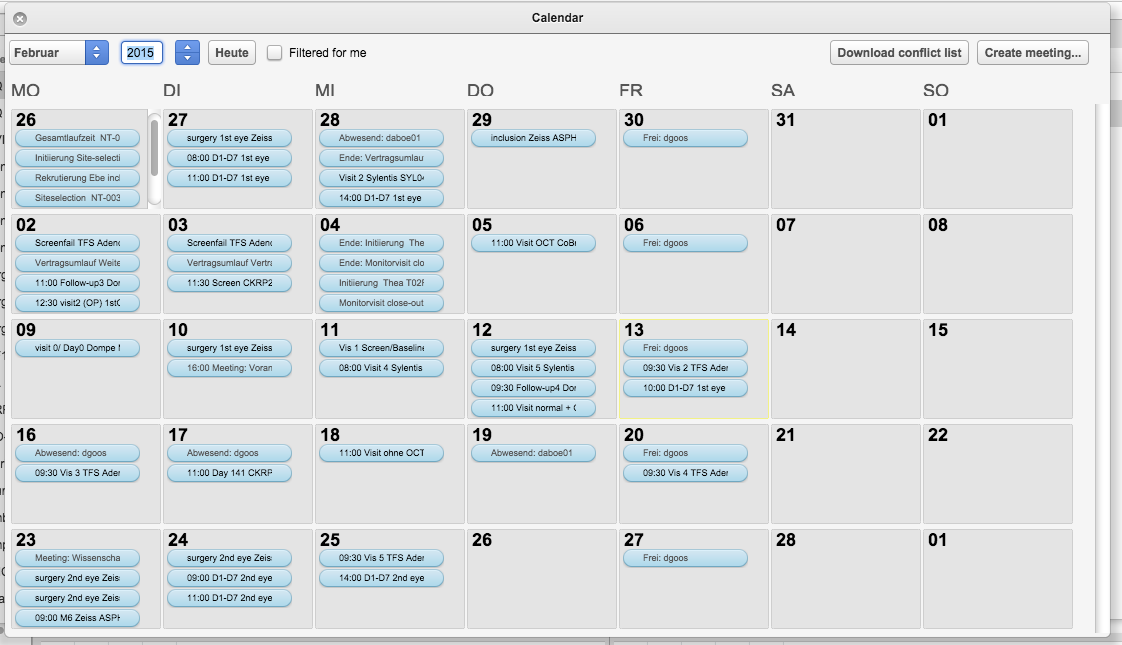 Calendar
Februar 2015 Heute Filtered for me Download conflict list Create meeting...
MO DI MI DO FR SA SO
26 27 28 29 30 31 01
Gesamtlaufzeit NT-0 surgery 1st eye Zeiss Abwesend: daboe01 inclusion Zeiss ASPH Frei: dgoos
Initiierung Site-selecti 08:00 D1-D7 1st eye Ende: Vertragsumlau
Rekrutierung Ebe incl 11:00 D1-D7 1st eye Visit 2 Sylentis SYL04
Siteselection NT-003 14:00 D1-D7 1st eye
02 03 04 05 06 07 08
Screenfail TFS Adenc Screenfail TFS Adenc Ende: Initiierung The 11:00 Visit OCT CoBr Frei: dgoos
Vertragsumlauf Weite Vertragsumlauf Vertra Ende: Monitorvisit clo
11:00 Follow-up3 Dor 11:30 Screen CKRP2 Initiierung Thea T02F
12:30 visit2 (OP) 1stC Monitorvisit close-out
09 10 11 12 13 14 15
visit 0/ Day0 Dompe surgery 1st eye Zeiss Vis 1 Screen/Baseline surgery 1st eye Zeiss Frei: dgoos
16:00 Meeting: Voran 08:00 Visit 4 Sylentis 08:00 Visit 5 Sylentis 09:30 Vis 2 TFS Ader
09:30 Follow-up4 Dor 10:00 D1-D7 1st eye
11:00 Visit normal +
16 17 18 19 20 21 22
Abwesend: dgoos Abwesend: dgoos 11:00 Visit ohne OCT Abwesend: daboe01 Frei: dgoos
09:30 Vis 3 TFS Ader 11:00 Day 141 CKRP 09:30 Vis 4 TFS Ader
23 24 25 26 27 28 01
Meeting: Wissenscha surgery 2nd eye Zeis 09:30 Vis 5 TFS Ader Frei: dgoos
surgery 2nd eye Zeis 09:00 D1-D7 2nd eye 14:00 D1-D7 2nd eye
surgery 2nd eye Zeis 11:00 D1-D7 2nd eye
09:00 M6 Zeiss ASPH